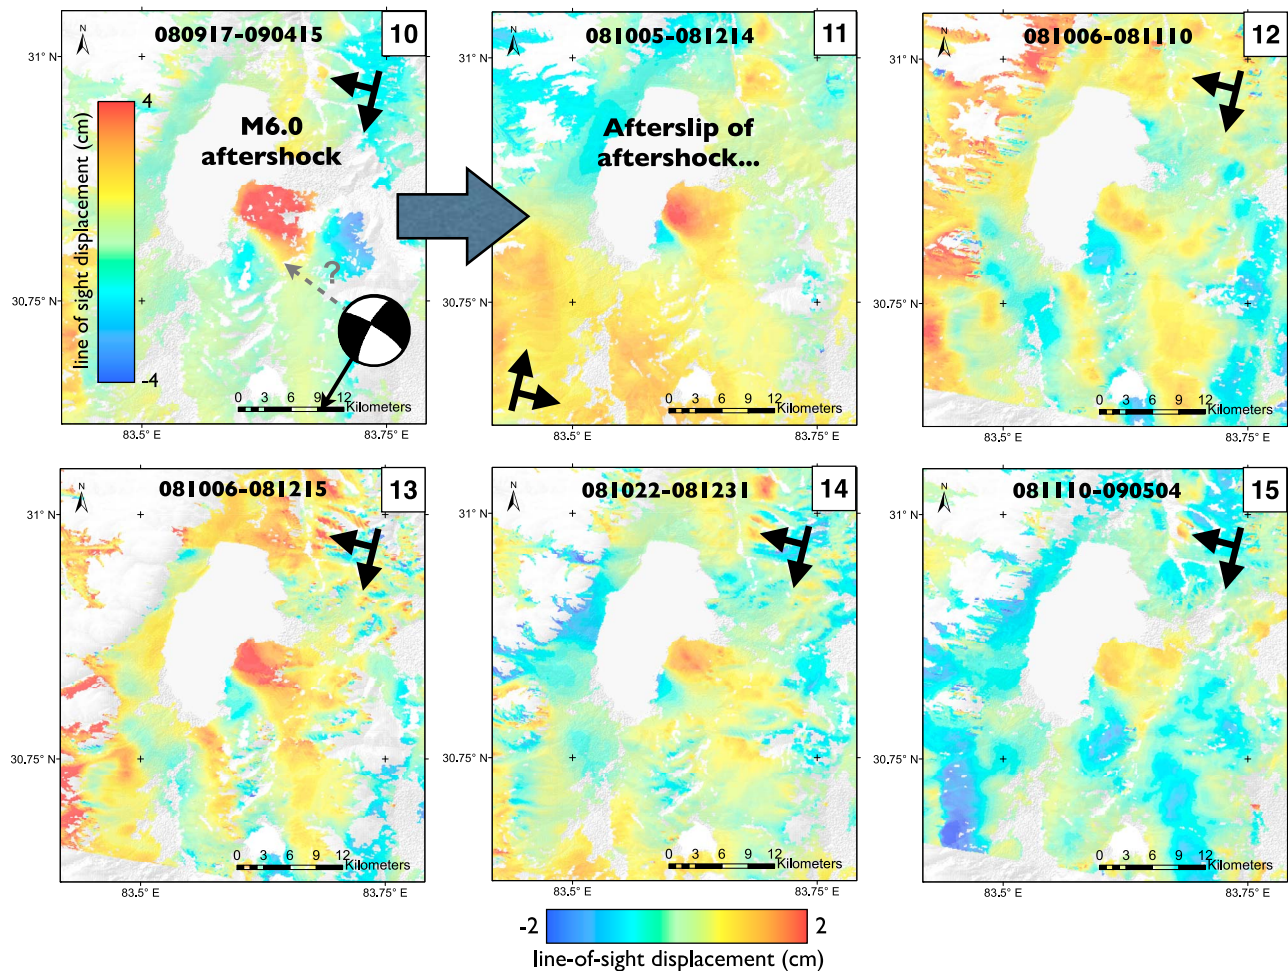 080917-090415
10
N
31° N
4
line of sight displacement (cm)
-4
M6.0
aftershock
?
30.75° N
0 3 6 9 12
Kilometers
83.5° E
83.75° E
081005-081214
11
N
31° N
Afterslip of
aftershock...
30.75° N
0 3 6 9 12
Kilometers
83.5° E
83.75° E
081006-081110
12
N
31° N
30.75° N
0 3 6 9 12
Kilometers
83.5° E
83.75° E
081006-081215
13
N
31° N
30.75° N
0 3 6 9 12
Kilometers
83.5° E
83.75° E
081022-081231
14
N
31° N
30.75° N
0 3 6 9 12
Kilometers
83.5° E
83.75° E
081110-090504
15
N
31° N
30.75° N
0 3 6 9 12
Kilometers
83.5° E
83.75° E
-2
2
line-of-sight displacement (cm)